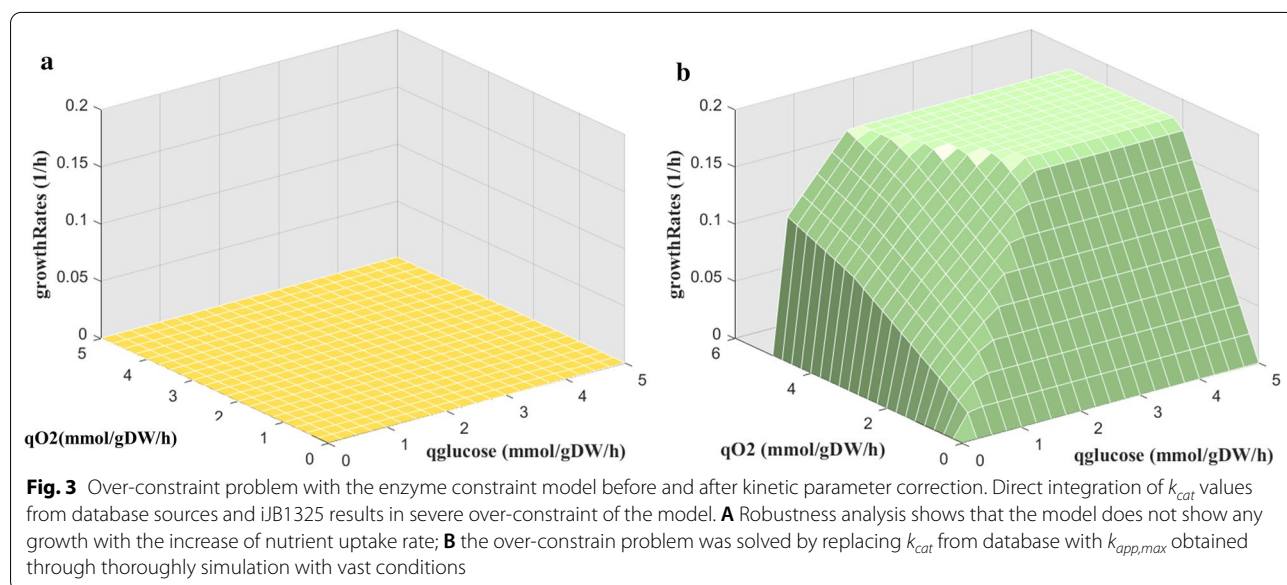 a
growthRates (1/h)
0.2
0.15
0.1
0.05
0
5
4
3
2
1
0
qO2(mmol/gDW/h)
0
1
2
3
4
5
qglucose (mmol/gDW/h)
b
growthRates (1/h)
0.2
0.15
0.1
0.05
0
6
4
2
0
qO2 (mmol/gDW/h)
0
1
2
3
4
5
qglucose (mmol/gDW/h)
Fig. 3 Over-constraint problem with the enzyme constraint model before and after kinetic parameter correction. Direct integration of kcat values
from database sources and iJB1325 results in severe over-constraint of the model. A Robustness analysis shows that the model does not show any
growth with the increase of nutrient uptake rate; B the over-constrain problem was solved by replacing kcat from database with kapp,max obtained
through thoroughly simulation with vast conditions